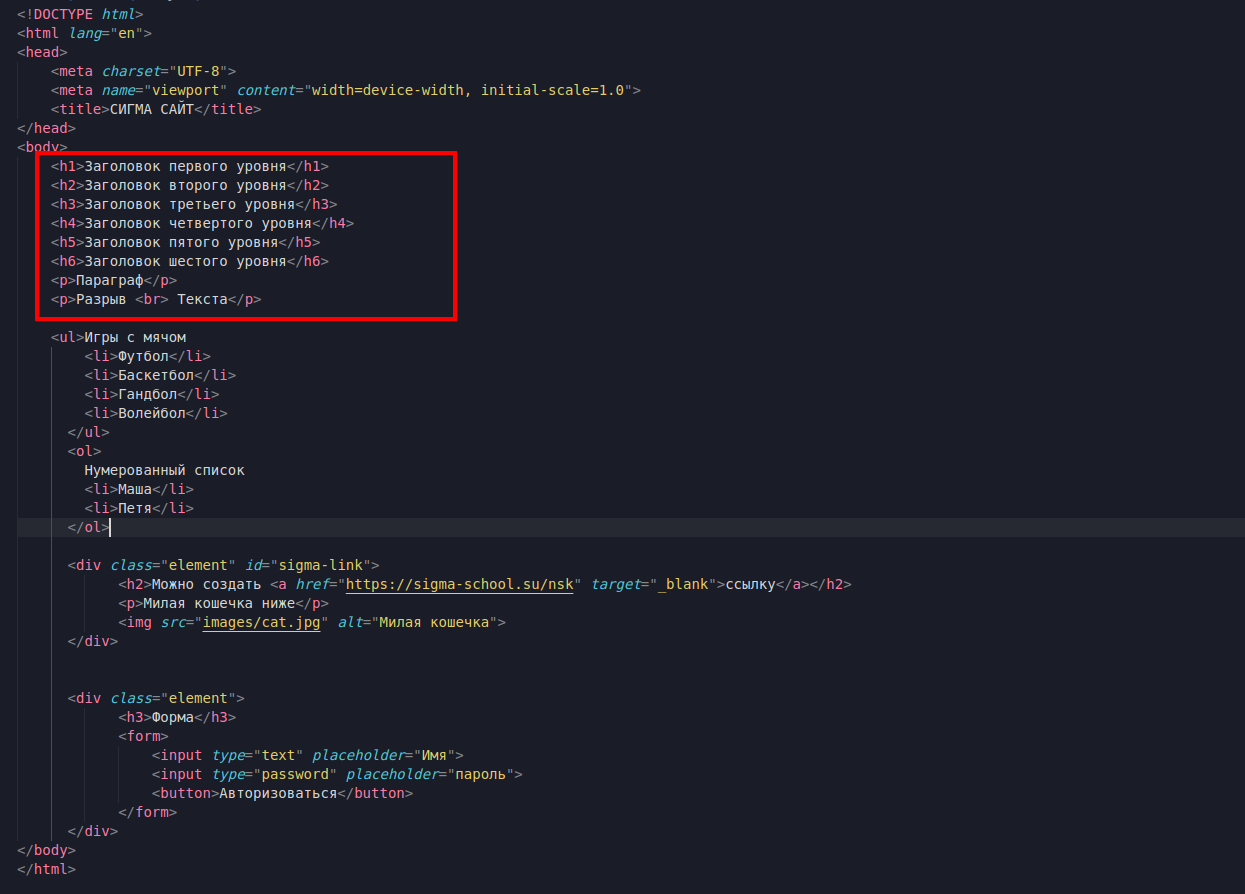 <!DOCTYPE html>
<html lang="en">
<head>
<meta charset="UTF-8">
<meta name="viewport" content="width=device-width, initial-scale=1.0">
<title>СИГМА САЙТ</title>
</head>
<body>
<h1>Заголовок первого уровня</h1>
<h2>Заголовок второго уровня</h2>
<h3>Заголовок третьего уровня</h3>
<h4>Заголовок четвертого уровня</h4>
<h5>Заголовок пятого уровня</h5>
<h6>Заголовок шестого уровня</h6>
<p>Параграф</p>
<p>Разрыв <br> Текста</p>
<ul>Игры с мячом
<li>Футбол</li>
<li>Баскетбол</li>
<li>Гандбол</li>
<li>Волейбол</li>
</ul>
<ol>
Нумерованный список
<li>Маша</li>
<li>Петя</li>
</ol>
<div class="element" id="sigma-link">
<h2>Можно создать <a href="https://sigma-school.su/nsk" target="_blank">ссылку</a></h2>
<p>Милая кошечка ниже</p>
<img src="images/cat.jpg" alt="Милая кошечка">
</div>
<div class="element">
<h3>Форма</h3>
<form>
<input type="text" placeholder="Имя">
<input type="password" placeholder="пароль">
<button>Авторизоваться</button>
</form>
</div>
</body>
</html>